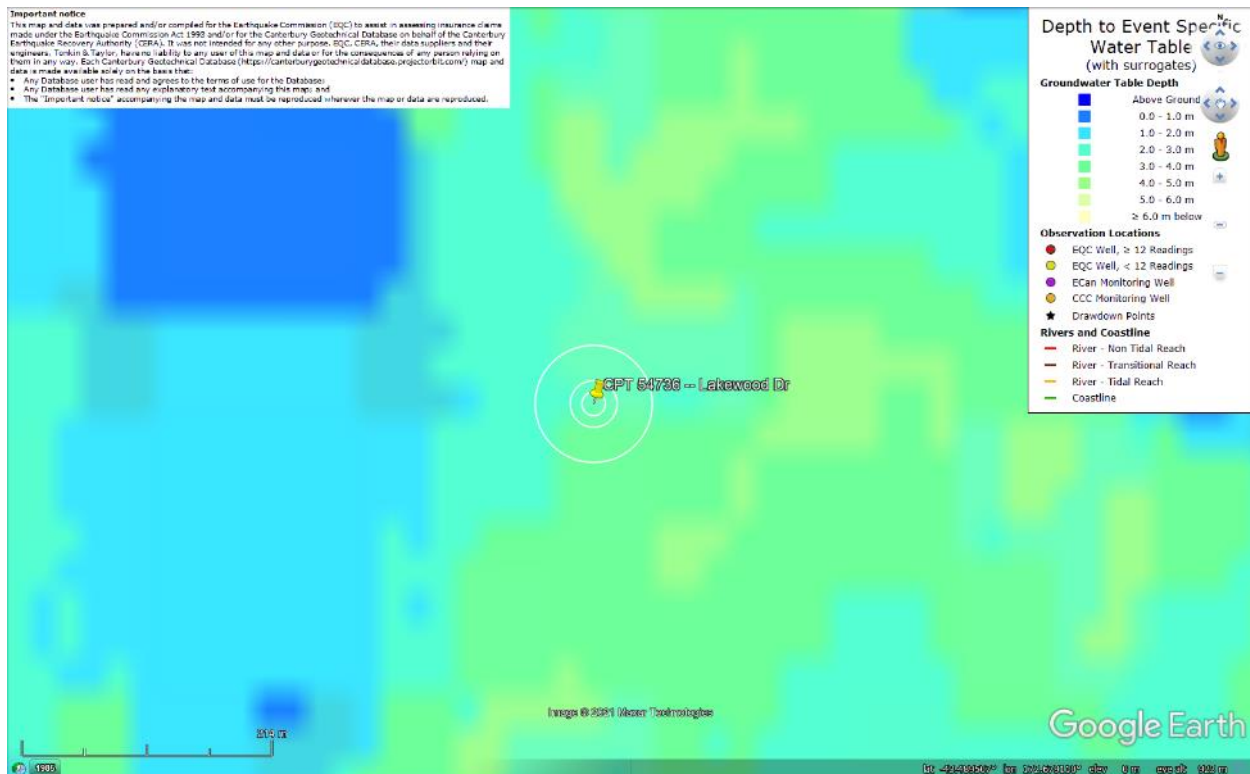 Important notice
This map and data was prepared and/or compiled for the Earthquake Commission (EQC) to assist in assessing insurance claims
made under the Earthquake Commission Act 1993 and/or for the Canterbury Geotechnical Database on behalf of the Canterbury
Earthquake Recovery Authority (CERA). It was not intended for any other purpose. EQC, CERA, their data suppliers and their
engineers, Tonkin & Taylor, have no liability to any user of this map and data or for the consequences of any person relying on
them in any way. Each Canterbury Geotechnical Database (https://canterburygeotechnicaldatabase.projectorbit.com/) map and
data is made available solely on the basis that:
• Any Database user has read and agrees to the terms of use for the Database;
• Any Database user has read any explanatory text accompanying this map; and
• The "Important notice" accompanying the map and data must be reproduced wherever the map or data are reproduced.
Depth to Event Specific
Water Table
(with surrogates)
Groundwater Table Depth
Above Ground
0.0 - 1.0 m
1.0 - 2.0 m
2.0 - 3.0 m
3.0 - 4.0 m
4.0 - 5.0 m
5.0 - 6.0 m
≥ 6.0 m below
Observation Locations
EQC Well, ≥ 12 Readings
EQC Well, < 12 Readings
ECan Monitoring Well
CCC Monitoring Well
Drawdown Points
Rivers and Coastline
River - Non Tidal Reach
River - Transitional Reach
River - Tidal Reach
Coastline
N
CPT 54736 -- Lakewood Dr
Image © 2021 Maxar Technologies
Google Earth
214 m
lon
elev 0 m eye alt